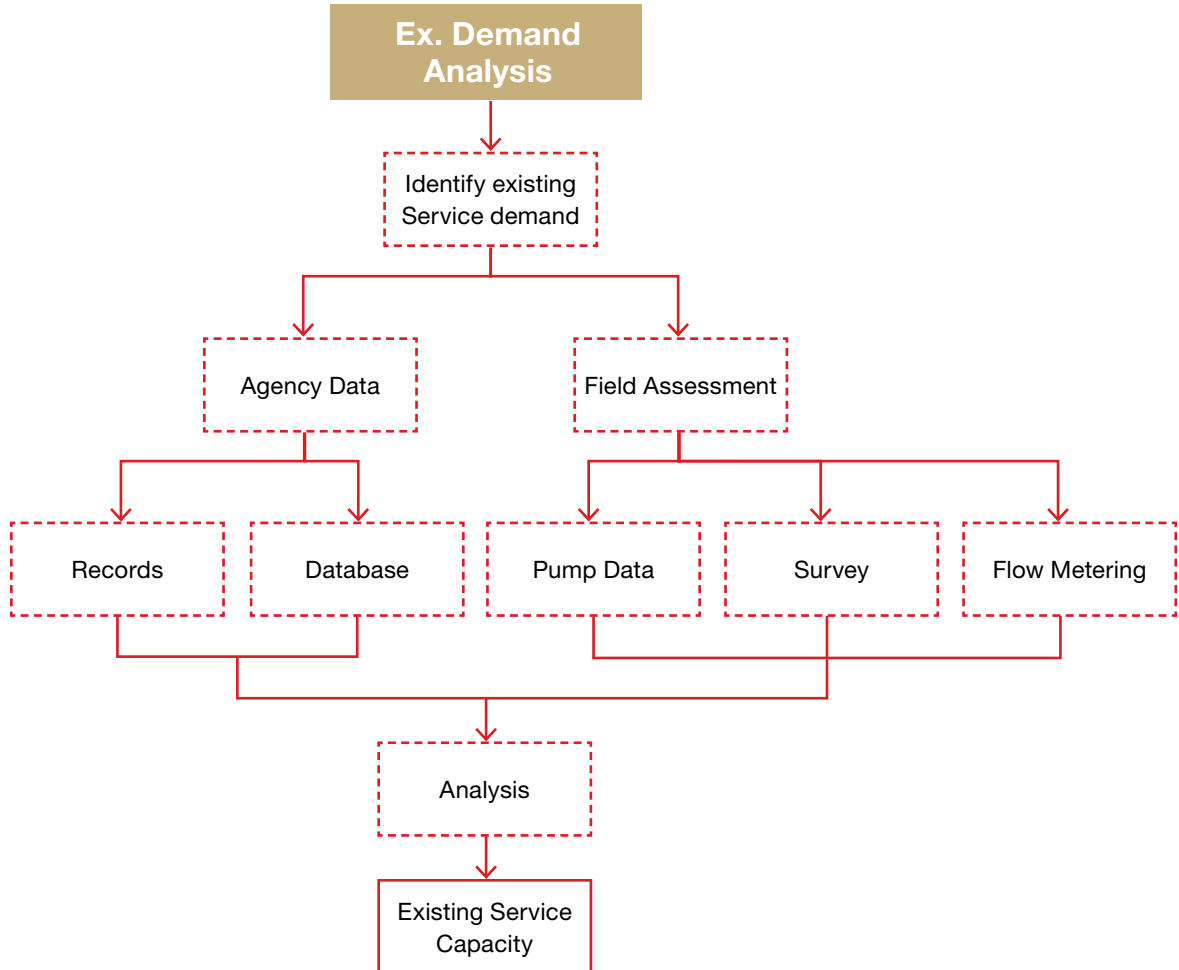 Ex. Demand
Analysis
Identify existing
Service demand
Agency Data
Field Assessment
Records
Database
Pump Data
Survey
Flow Metering
Analysis
Existing Service
Capacity